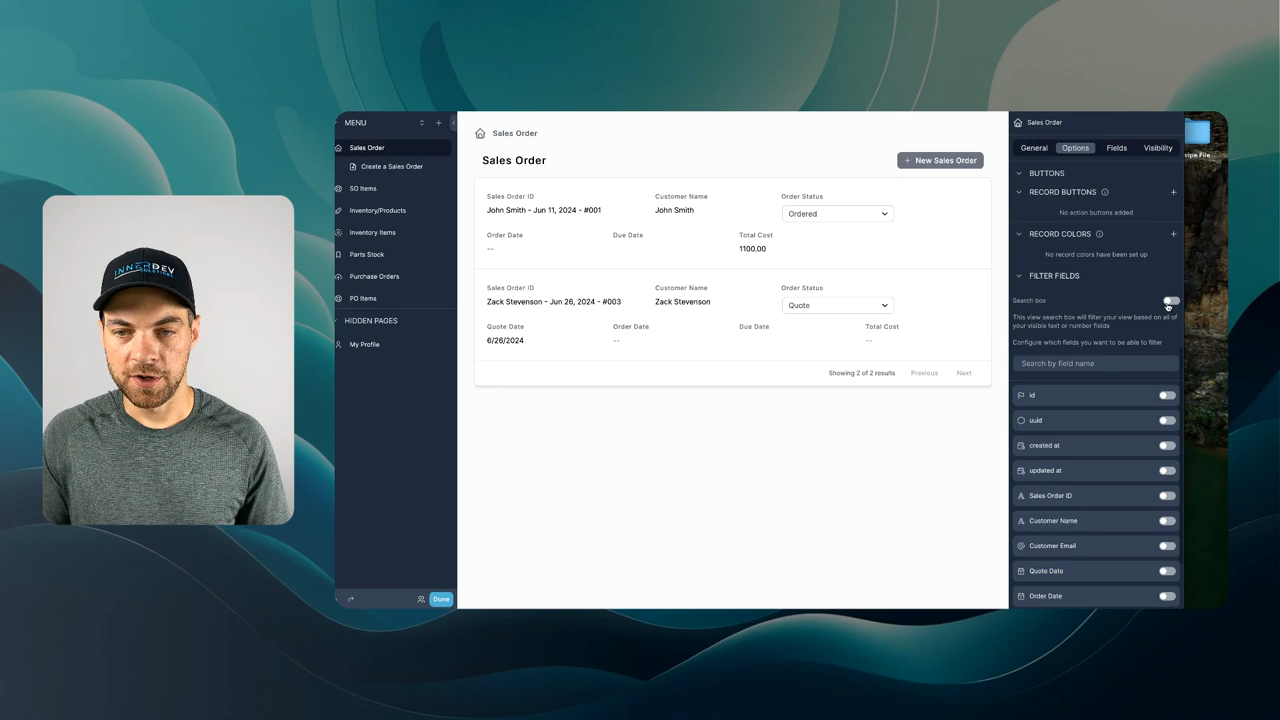 INNERDEV
SOLUTIONS
MENU
Sales Order
Create a Sales Order
SO Items
Inventory/Products
Inventory Items
Parts Stock
Purchase Orders
PO Items
HIDDEN PAGES
My Profile
Done
Sales Order
Sales Order
+ New Sales Order
Sales Order ID Customer Name Order Status
John Smith - Jun 11, 2024 - #001 John Smith Ordered
Order Date Due Date Total Cost
-- 1100.00
Sales Order ID Customer Name Order Status
Zack Stevenson - Jun 26, 2024 - #003 Zack Stevenson Quote
Quote Date Order Date Due Date Total Cost
6/26/2024 -- --
Showing 2 of 2 results Previous Next
Sales Order
General Options Fields Visibility
BUTTONS
RECORD BUTTONS
No action buttons added
RECORD COLORS
No record colors have been set up
FILTER FIELDS
Search box
This view search box will filter your view based on all of
your visible text or number fields
Configure which fields you want to be able to filter
Search by field name
id
uuid
created at
updated at
Sales Order ID
Customer Name
Customer Email
Quote Date
Order Date
wipe File